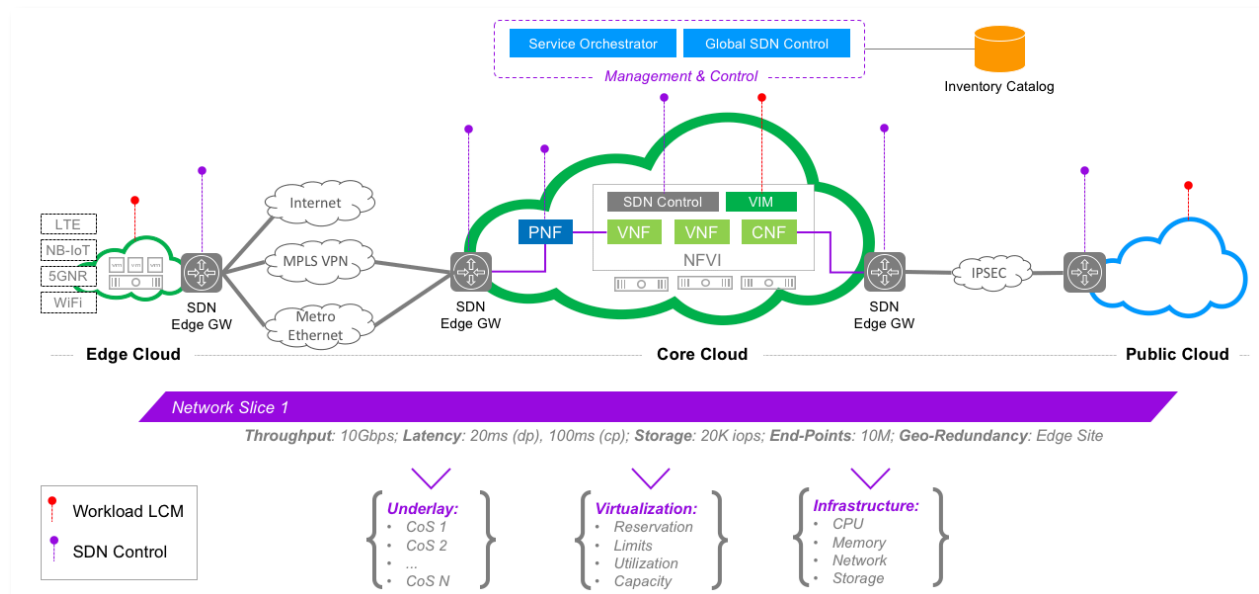 Service Orchestrator
Global SDN Control
Management & Control
Inventory Catalog
LTE
NB-IoT
5GNR
WiFi
SDN
Edge GW
Internet
MPLS VPN
Metro
Ethernet
SDN
Edge GW
PNF
SDN Control
VIM
VNF
VNF
CNF
NFVI
SDN
Edge GW
IPSEC
Edge Cloud
Core Cloud
Public Cloud
Network Slice 1
Throughput: 10Gbps; Latency: 20ms (dp), 100ms (cp); Storage: 20K iops; End-Points: 10M; Geo-Redundancy: Edge Site
Workload LCM
SDN Control
Underlay:
• CoS 1
• CoS 2
• ...
• CoS N
Virtualization:
• Reservation
• Limits
• Utilization
• Capacity
Infrastructure:
• CPU
• Memory
• Network
• Storage